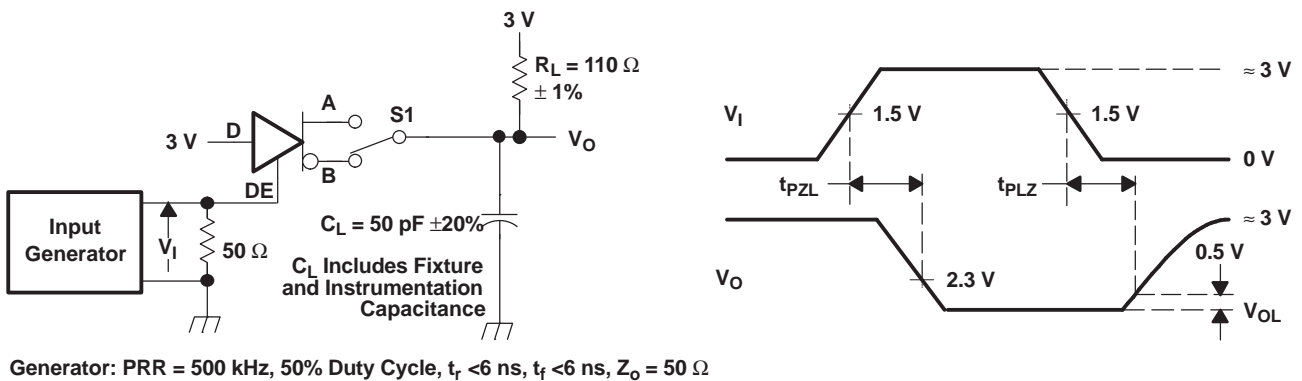 3 V
R_L = 110 Ω
± 1%
A
S1
3 V
D
V_O
B
DE
Input
Generator
V_I
50 Ω
C_L = 50 pF ±20%
C_L Includes Fixture
and Instrumentation
Capacitance
≈ 3 V
V_I
1.5 V
1.5 V
0 V
t_PZL
t_PLZ
≈ 3 V
0.5 V
V_O
2.3 V
V_OL
Generator: PRR = 500 kHz, 50% Duty Cycle, t_r <6 ns, t_f <6 ns, Z_o = 50 Ω